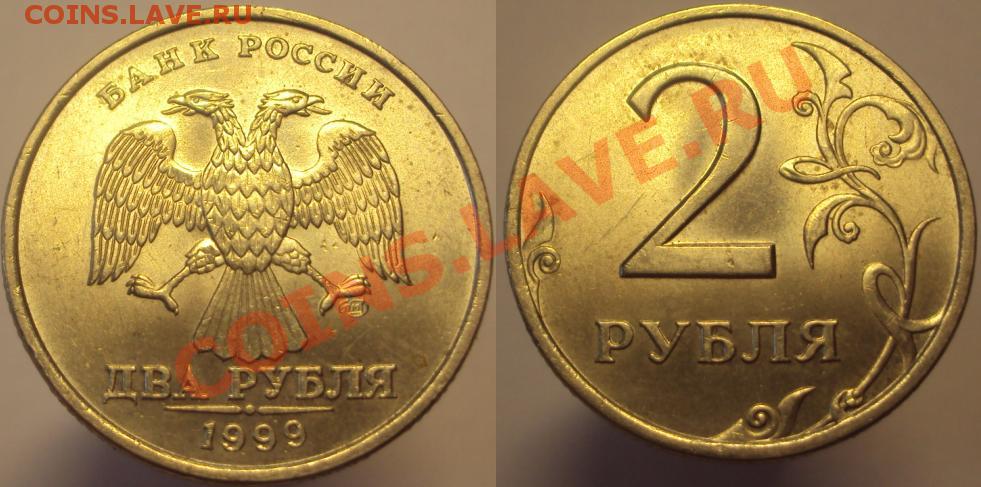 COINS.LAVE.RU
БАНК РОССИИ
ДВА РУБЛЯ
1999
2
РУБЛЯ
COINS.LAVE.RU